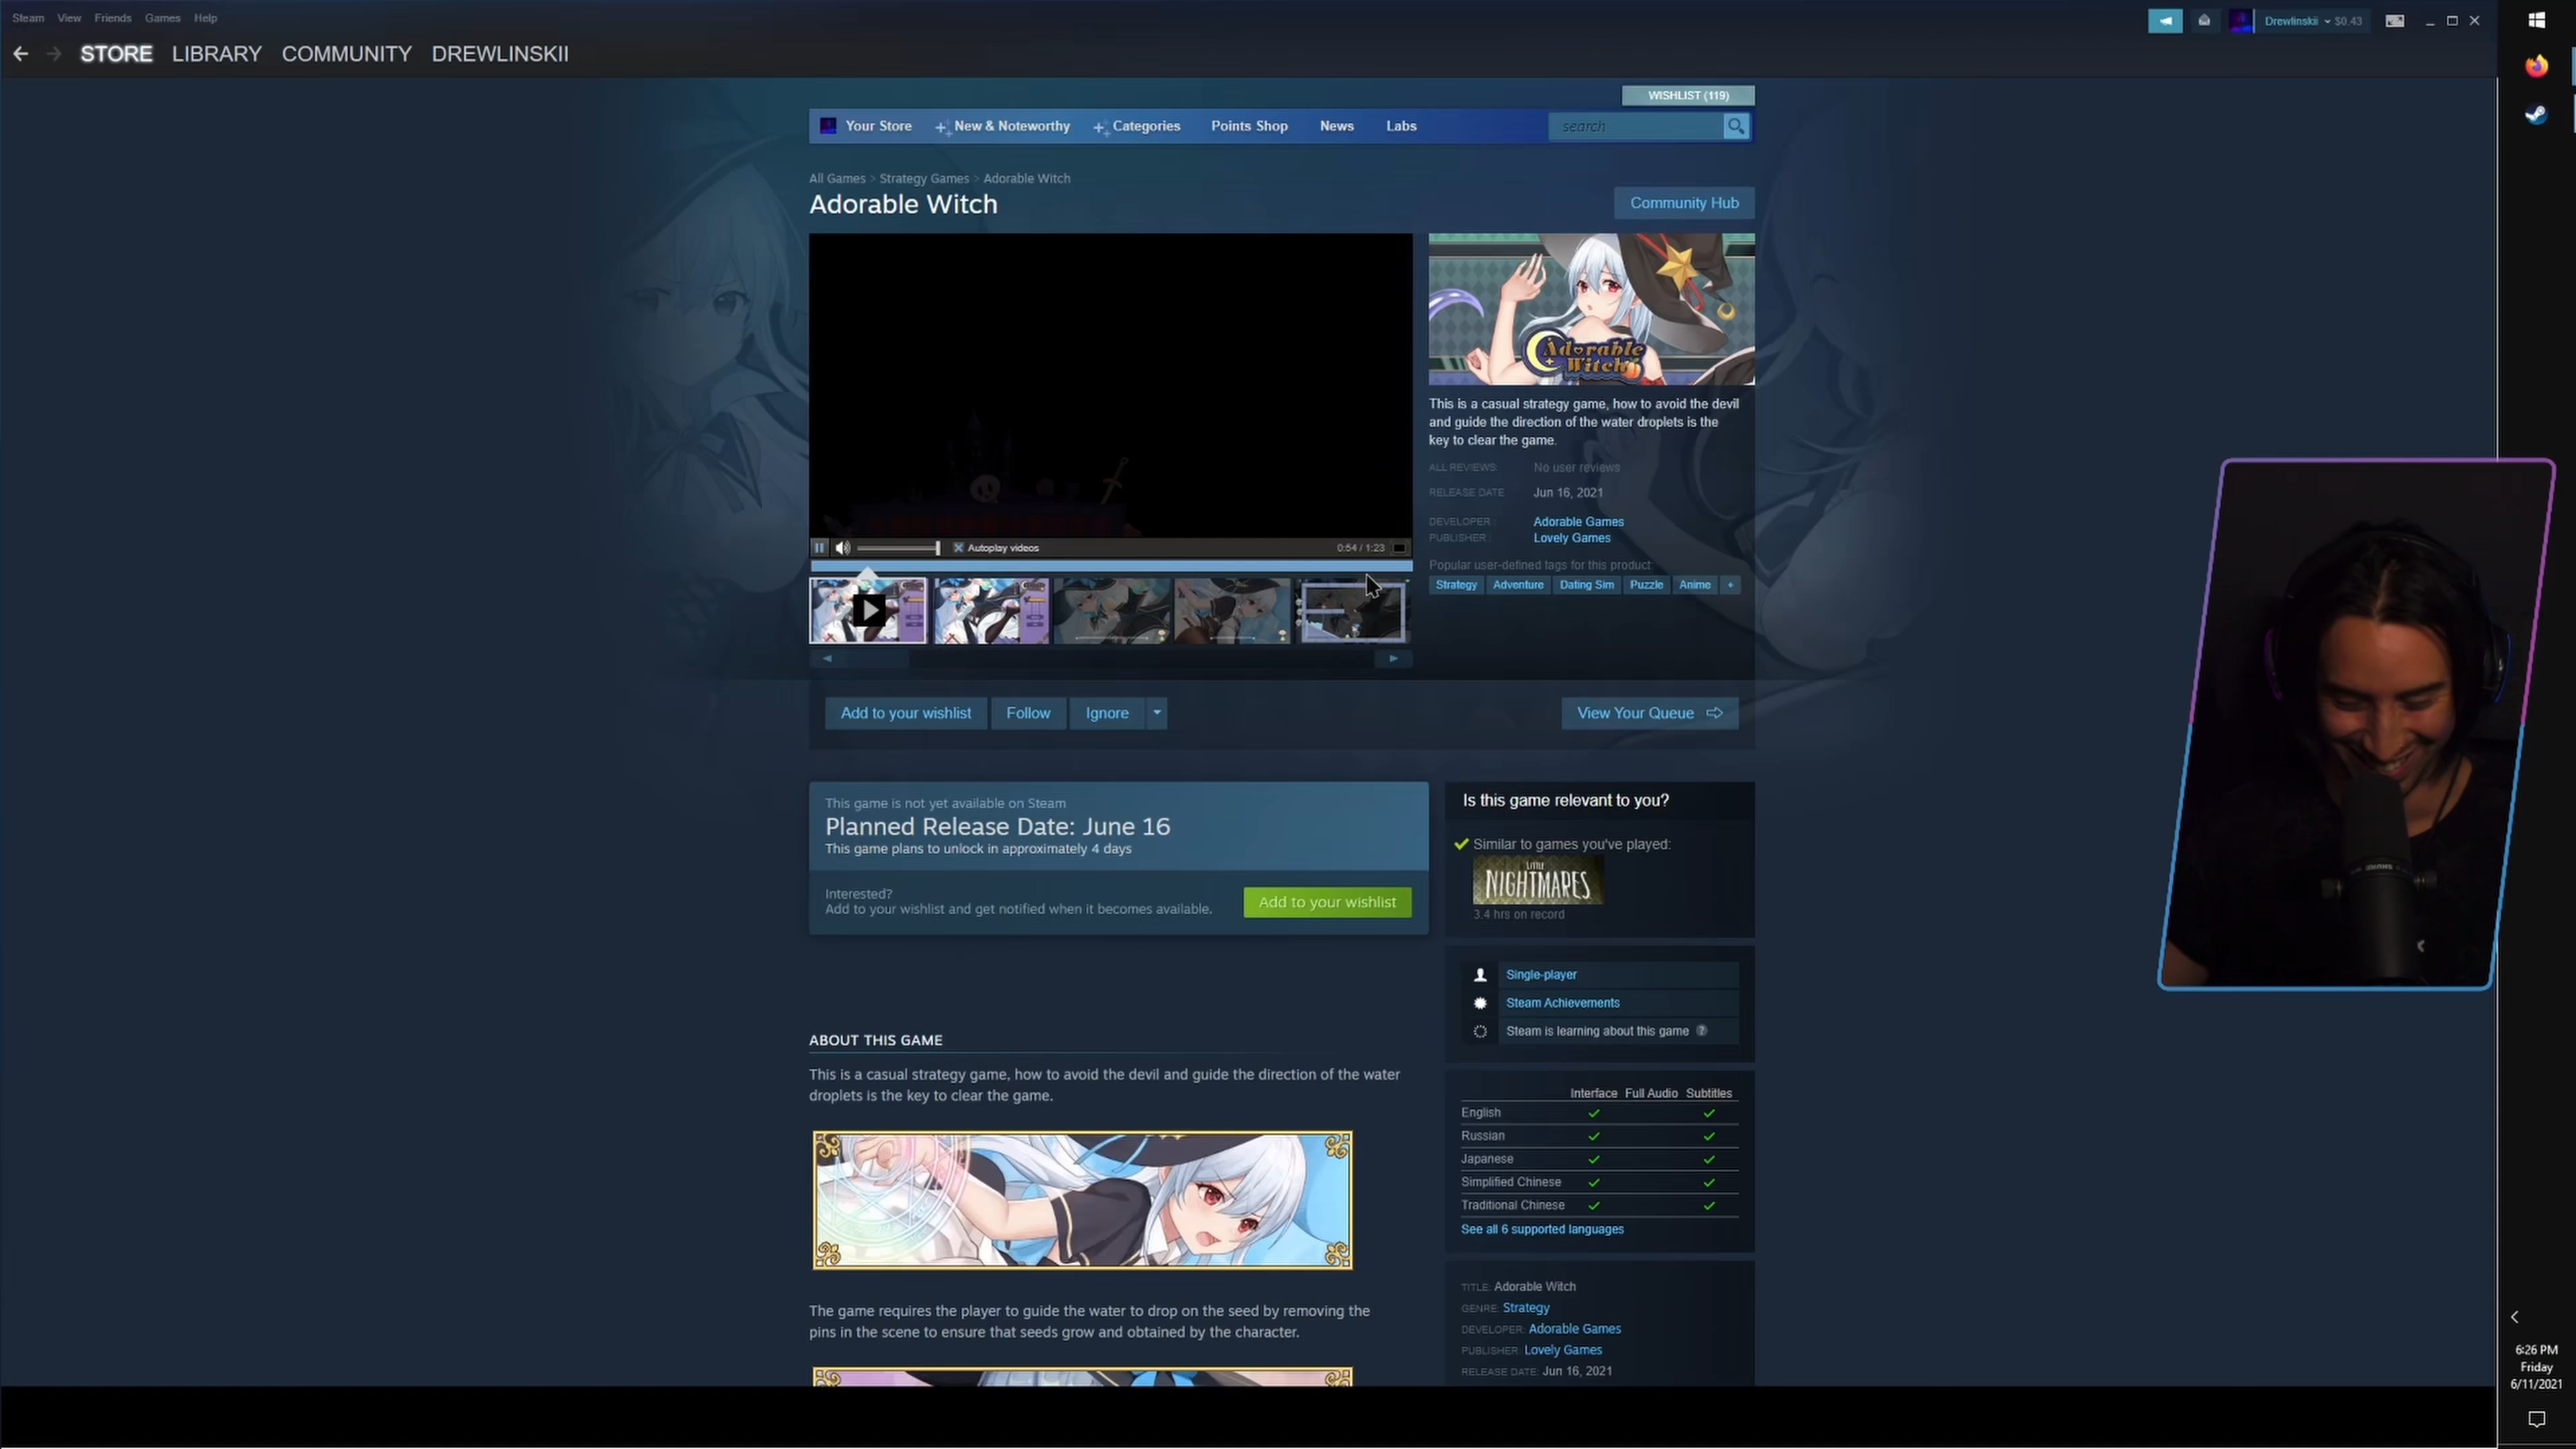 Steam View Friends Games Help
Drewlinskii $0.43
STORE LIBRARY COMMUNITY DREWLINSKII
WISHLIST (119)
Your Store New & Noteworthy Categories Points Shop News Labs search
All Games > Strategy Games > Adorable Witch
Adorable Witch
Community Hub
Adorable
Witch
This is a casual strategy game, how to avoid the devil
and guide the direction of the water droplets is the
key to clear the game.
ALL REVIEWS: No user reviews
RELEASE DATE Jun 16, 2021
DEVELOPER: Adorable Games
PUBLISHER: Lovely Games
Popular user-defined tags for this product
Strategy Adventure Dating Sim Puzzle Anime +
Autoplay videos 0:54 / 1:23
Add to your wishlist Follow Ignore View Your Queue
This game is not yet available on Steam
Planned Release Date: June 16
This game plans to unlock in approximately 4 days
Interested?
Add to your wishlist and get notified when it becomes available.
Add to your wishlist
Is this game relevant to you?
Similar to games you've played:
LITTLE
NIGHTMARES
3.4 hrs on record
Single-player
Steam Achievements
Steam is learning about this game ?
ABOUT THIS GAME
This is a casual strategy game, how to avoid the devil and guide the direction of the water
droplets is the key to clear the game.
The game requires the player to guide the water to drop on the seed by removing the
pins in the scene to ensure that seeds grow and obtained by the character.
Interface Full Audio Subtitles
English
Russian
Japanese
Simplified Chinese
Traditional Chinese
See all 6 supported languages
TITLE: Adorable Witch
GENRE: Strategy
DEVELOPER: Adorable Games
PUBLISHER: Lovely Games
RELEASE DATE: Jun 16, 2021
6:26 PM
Friday
6/11/2021